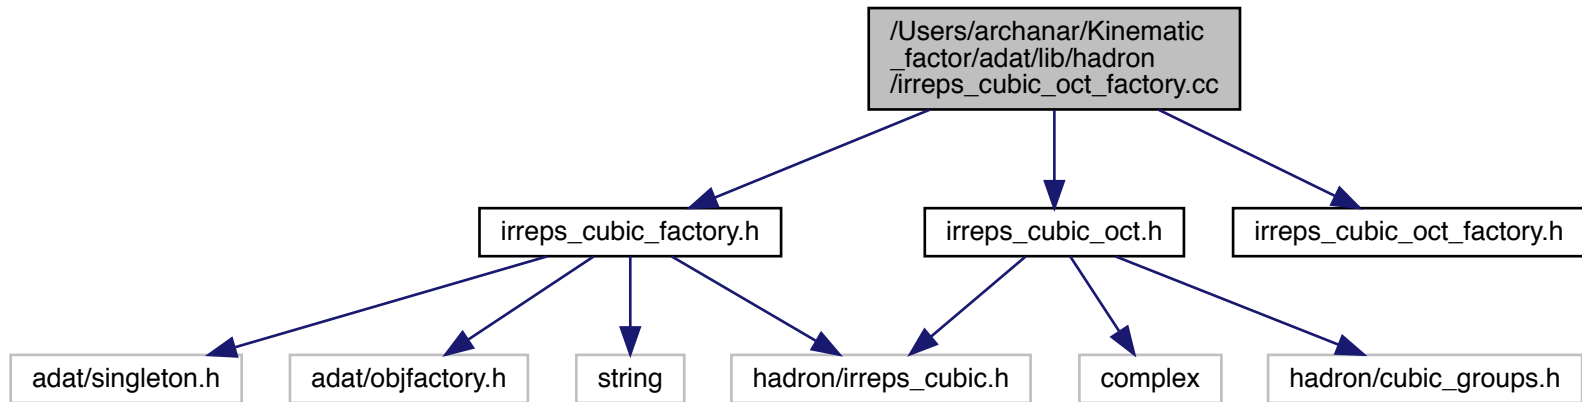 /Users/archanar/Kinematic
_factor/adat/lib/hadron
/irreps_cubic_oct_factory.cc
irreps_cubic_factory.h
irreps_cubic_oct.h
irreps_cubic_oct_factory.h
adat/singleton.h
adat/objfactory.h
string
hadron/irreps_cubic.h
complex
hadron/cubic_groups.h